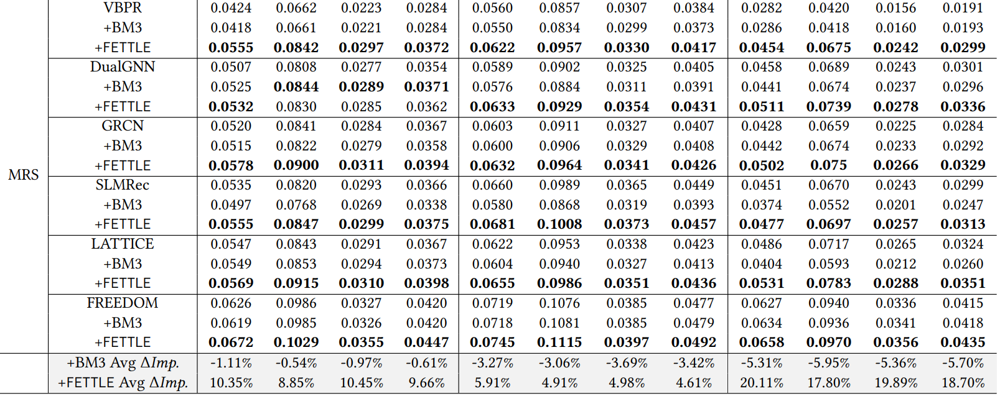 VBPR 0.0424 0.0662 0.0223 0.0284 0.0560 0.0857 0.0307 0.0384 0.0282 0.0420 0.0156 0.0191
+BM3 0.0418 0.0661 0.0221 0.0284 0.0550 0.0834 0.0299 0.0373 0.0286 0.0418 0.0160 0.0193
+FETTLE 0.0555 0.0842 0.0297 0.0372 0.0622 0.0957 0.0330 0.0417 0.0454 0.0675 0.0242 0.0299
DualGNN 0.0507 0.0808 0.0277 0.0354 0.0589 0.0902 0.0325 0.0405 0.0458 0.0689 0.0243 0.0301
+BM3 0.0525 0.0844 0.0289 0.0371 0.0576 0.0884 0.0311 0.0391 0.0441 0.0674 0.0237 0.0296
+FETTLE 0.0532 0.0830 0.0285 0.0362 0.0633 0.0929 0.0354 0.0431 0.0511 0.0739 0.0278 0.0336
GRCN 0.0520 0.0841 0.0284 0.0367 0.0603 0.0911 0.0327 0.0407 0.0428 0.0659 0.0225 0.0284
+BM3 0.0515 0.0822 0.0279 0.0358 0.0600 0.0906 0.0329 0.0408 0.0442 0.0674 0.0233 0.0292
+FETTLE 0.0578 0.0900 0.0311 0.0394 0.0632 0.0964 0.0341 0.0426 0.0502 0.075 0.0266 0.0329
MRS
SLMRec 0.0535 0.0820 0.0293 0.0366 0.0660 0.0989 0.0365 0.0449 0.0451 0.0670 0.0243 0.0299
+BM3 0.0497 0.0768 0.0269 0.0338 0.0580 0.0868 0.0319 0.0393 0.0374 0.0552 0.0201 0.0247
+FETTLE 0.0555 0.0847 0.0299 0.0375 0.0681 0.1008 0.0373 0.0457 0.0477 0.0697 0.0257 0.0313
LATTICE 0.0547 0.0843 0.0291 0.0367 0.0622 0.0953 0.0338 0.0423 0.0486 0.0717 0.0265 0.0324
+BM3 0.0549 0.0853 0.0294 0.0373 0.0604 0.0940 0.0327 0.0413 0.0404 0.0593 0.0212 0.0260
+FETTLE 0.0569 0.0915 0.0310 0.0398 0.0655 0.0986 0.0351 0.0436 0.0531 0.0783 0.0288 0.0351
FREEDOM 0.0626 0.0986 0.0327 0.0420 0.0719 0.1076 0.0385 0.0477 0.0627 0.0940 0.0336 0.0415
+BM3 0.0619 0.0985 0.0326 0.0420 0.0718 0.1081 0.0385 0.0479 0.0634 0.0936 0.0341 0.0418
+FETTLE 0.0672 0.1029 0.0355 0.0447 0.0745 0.1115 0.0397 0.0492 0.0658 0.0970 0.0356 0.0435
+BM3 Avg ΔImp. -1.11% -0.54% -0.97% -0.61% -3.27% -3.06% -3.69% -3.42% -5.31% -5.95% -5.36% -5.70%
+FETTLE Avg ΔImp. 10.35% 8.85% 10.45% 9.66% 5.91% 4.91% 4.98% 4.61% 20.11% 17.80% 19.89% 18.70%